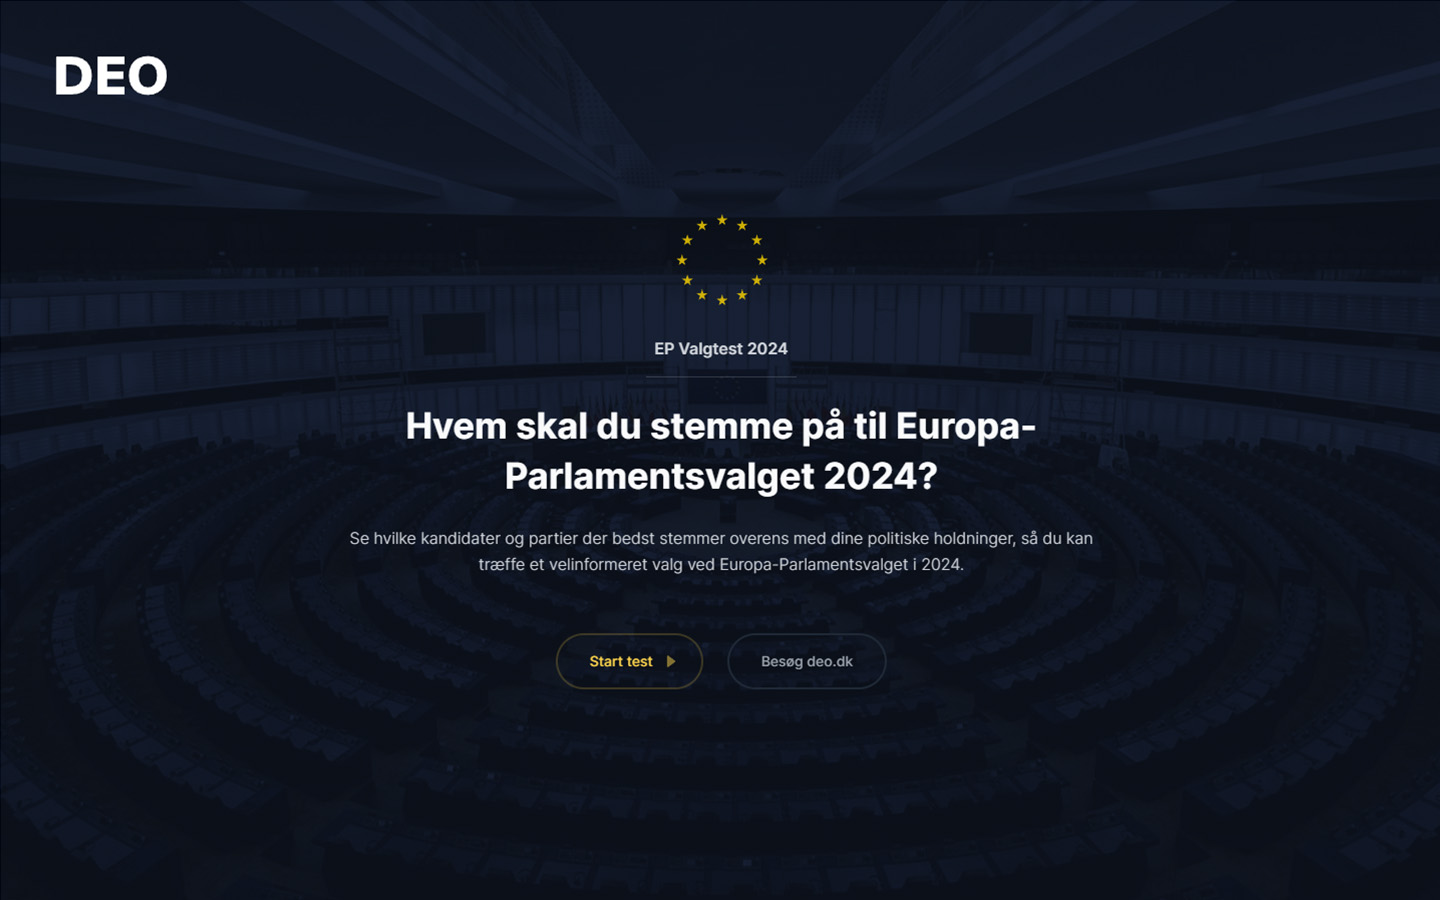 DEO
EP Valgtest 2024
Hvem skal du stemme på til Europa-
Parlamentsvalget 2024?
Se hvilke kandidater og partier der bedst stemmer overens med dine politiske holdninger, så du kan
træffe et velinformeret valg ved Europa-Parlamentsvalget i 2024.
Start test
Besøg deo.dk